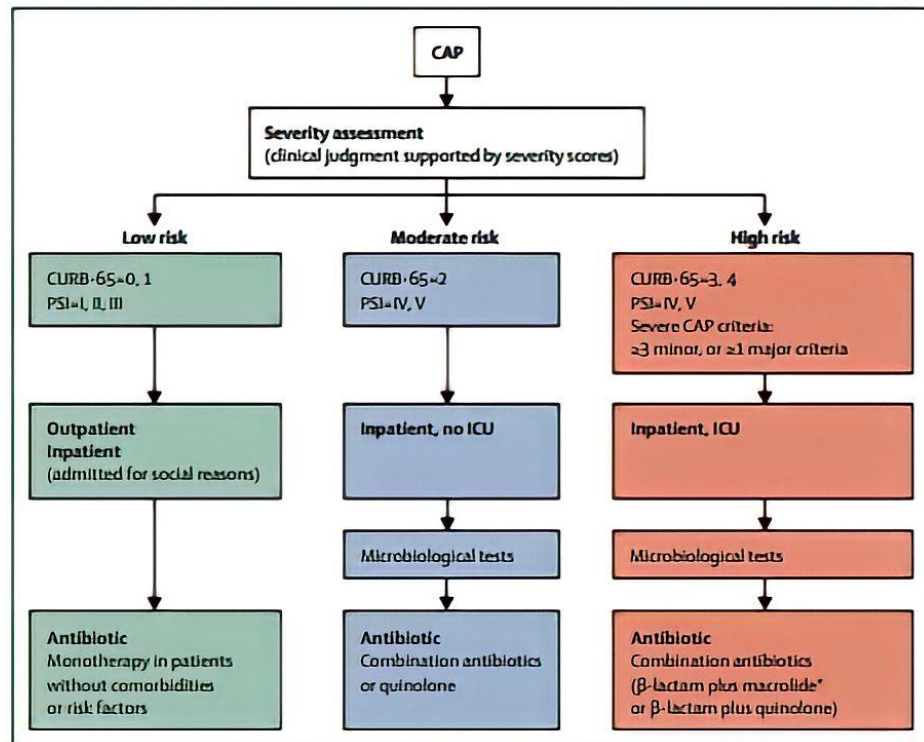 CAP
Severity assessment
(clinical judgment supported by severity scores)
Low risk
CURB-65=0, 1
PSI=I, II, III
Outpatient
Inpatient
(admitted for social reasons)
Antibiotic
Monotherapy in patients
without comorbidities
or risk factors
Moderate risk
CURB-65=2
PSI=IV, V
Inpatient, no ICU
Microbiological tests
Antibiotic
Combination antibiotics
or quinolone
High risk
CURB-65=3, 4
PSI=IV, V
Severe CAP criteria:
≥3 minor, or ≥1 major criteria
Inpatient, ICU
Microbiological tests
Antibiotic
Combination antibiotics
(β-lactam plus macrolide*
or β-lactam plus quinolone)